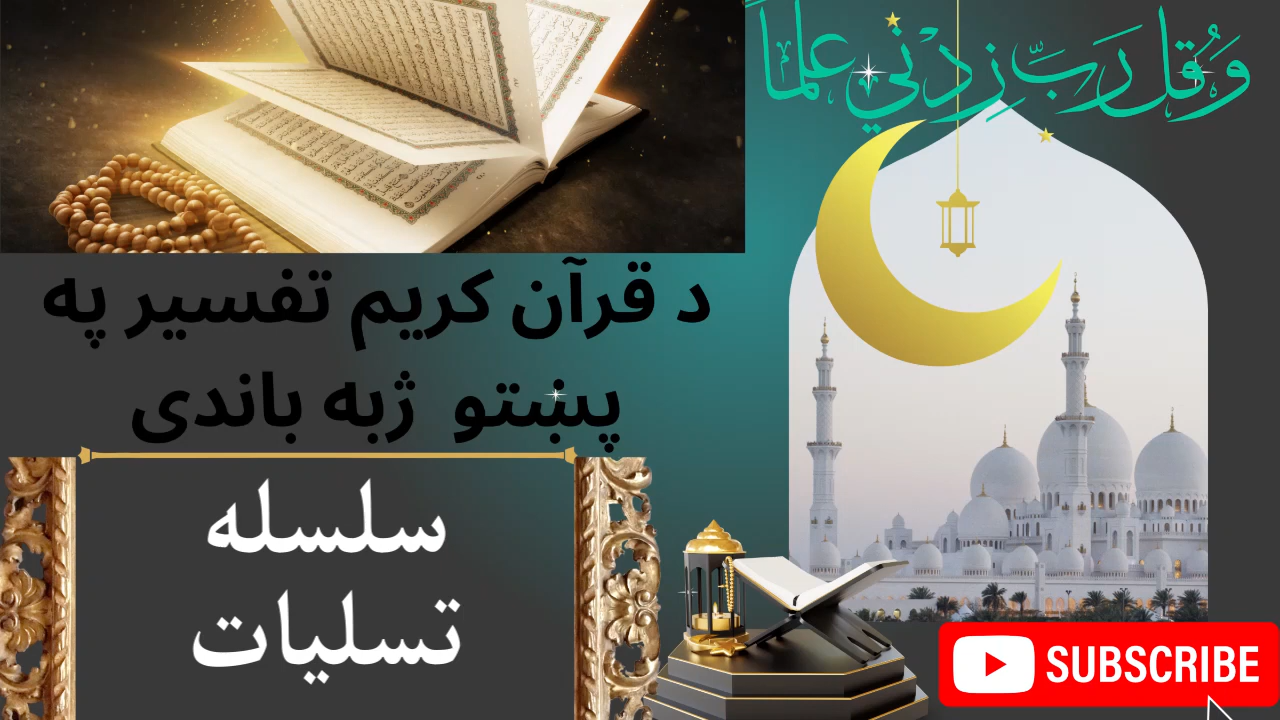 وَقُل رَبِّ زِدْنِي عِلْماً
د قرآن کریم تفسیر په
پښتو ژبه باندی
سلسله
تسلیات
SUBSCRIBE